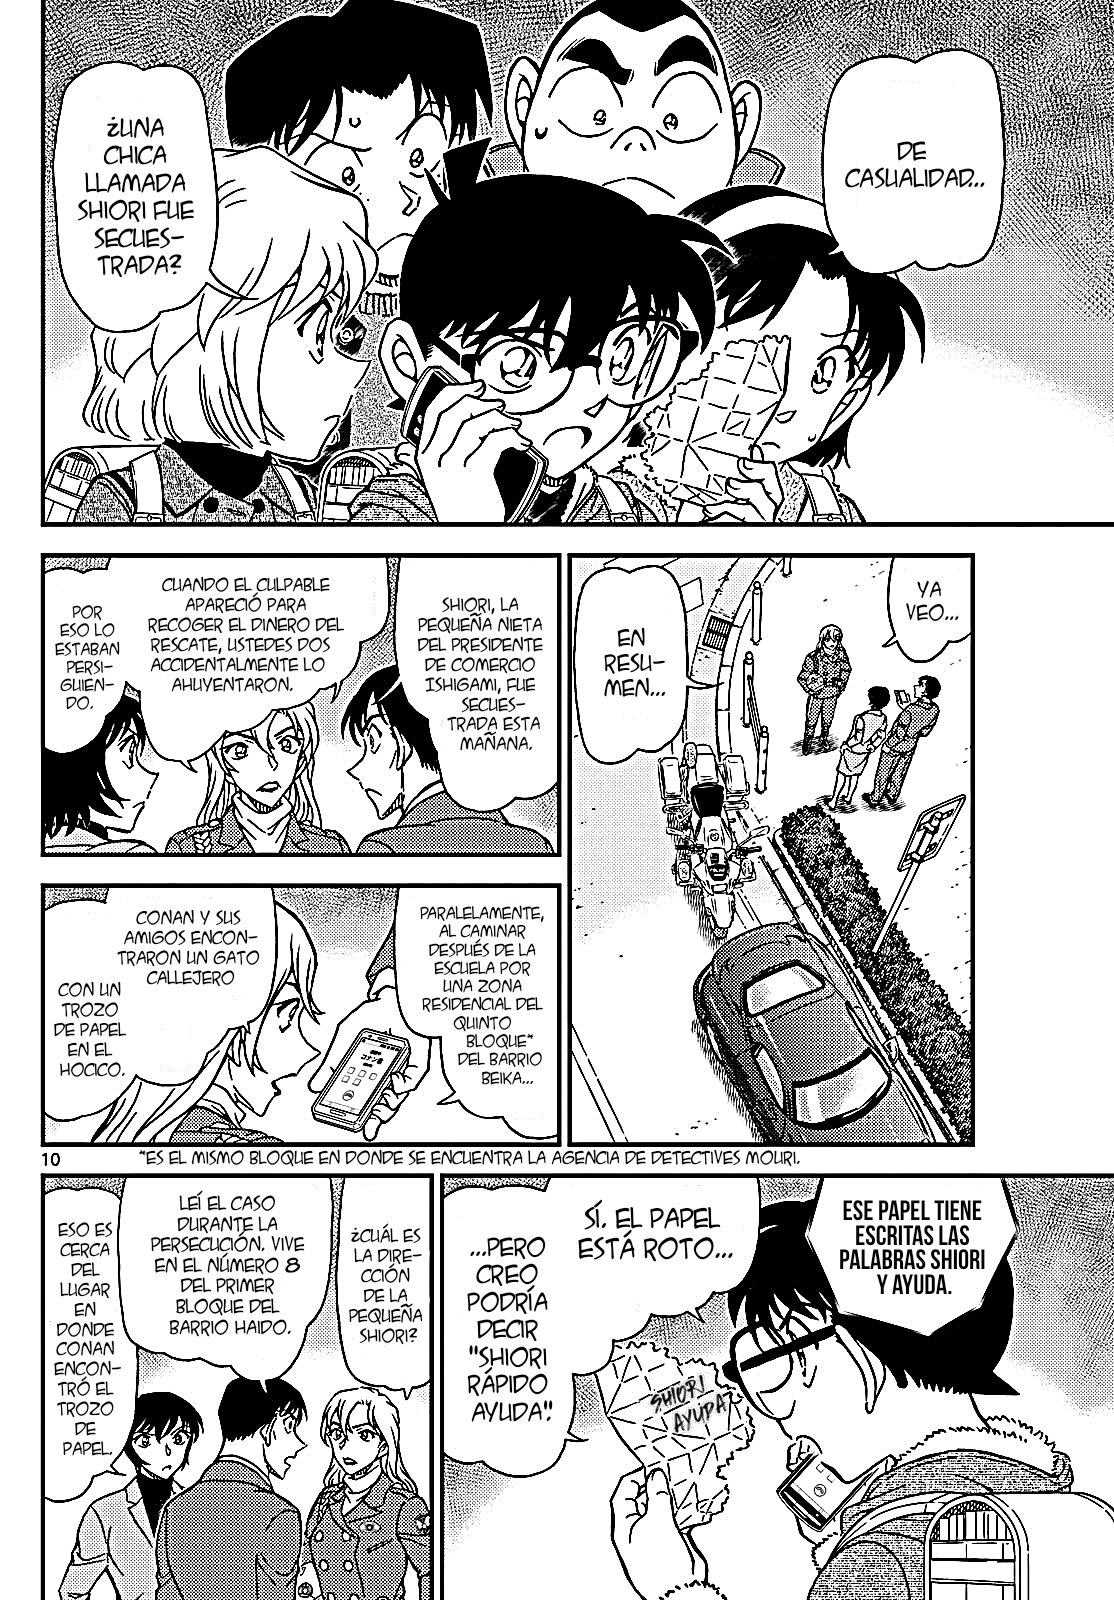 DE
CASUALIDAD...
¿UNA
CHICA
LLAMADA
SHIORI FUE
SECUES-
TRADA?
YA
VEO...
EN
RESU-
MEN...
SHIORI, LA
PEQUEÑA NIETA
DEL PRESIDENTE
DE COMERCIO
ISHIGAMI, FUE
SECUES-
TRADA ESTA
MAÑANA.
CUANDO EL CULPABLE
APARECIÓ PARA
RECOGER EL DINERO DEL
RESCATE, USTEDES DOS
ACCIDENTALMENTE LO
AHUYENTARON.
POR
ESO LO
ESTABAN
PERSI-
GUIEN-
DO.
PARALELAMENTE,
AL CAMINAR
DESPUÉS DE LA
ESCUELA POR
UNA ZONA
RESIDENCIAL DEL
QUINTO
BLOQUE*
DEL BARRIO
BEIKA...
CONAN Y SUS
AMIGOS ENCON-
TRARON UN GATO
CALLEJERO
CON UN
TROZO
DE PAPEL
EN EL
HOCICO.
10
*ES EL MISMO BLOQUE EN DONDE SE ENCUENTRA LA AGENCIA DE DETECTIVES MOURI.
ESE PAPEL TIENE
ESCRITAS LAS
PALABRAS SHIORI
Y AYUDA.
SÍ. EL PAPEL
ESTÁ ROTO...
...PERO
CREO
PODRÍA
DECIR
"SHIORI
RÁPIDO
AYUDA".
SHIORI
AYUDA
¿CUÁL ES
LA DIREC-
CIÓN
DE LA
PEQUEÑA
SHIORI?
LEÍ EL CASO
DURANTE LA
PERSECUCIÓN. VIVE
EN EL NÚMERO 8
DEL PRIMER
BLOQUE DEL
BARRIO HAIDO.
ESO ES
CERCA
DEL
LUGAR
EN
DONDE
CONAN
ENCON-
TRÓ EL
TROZO
DE
PAPEL.